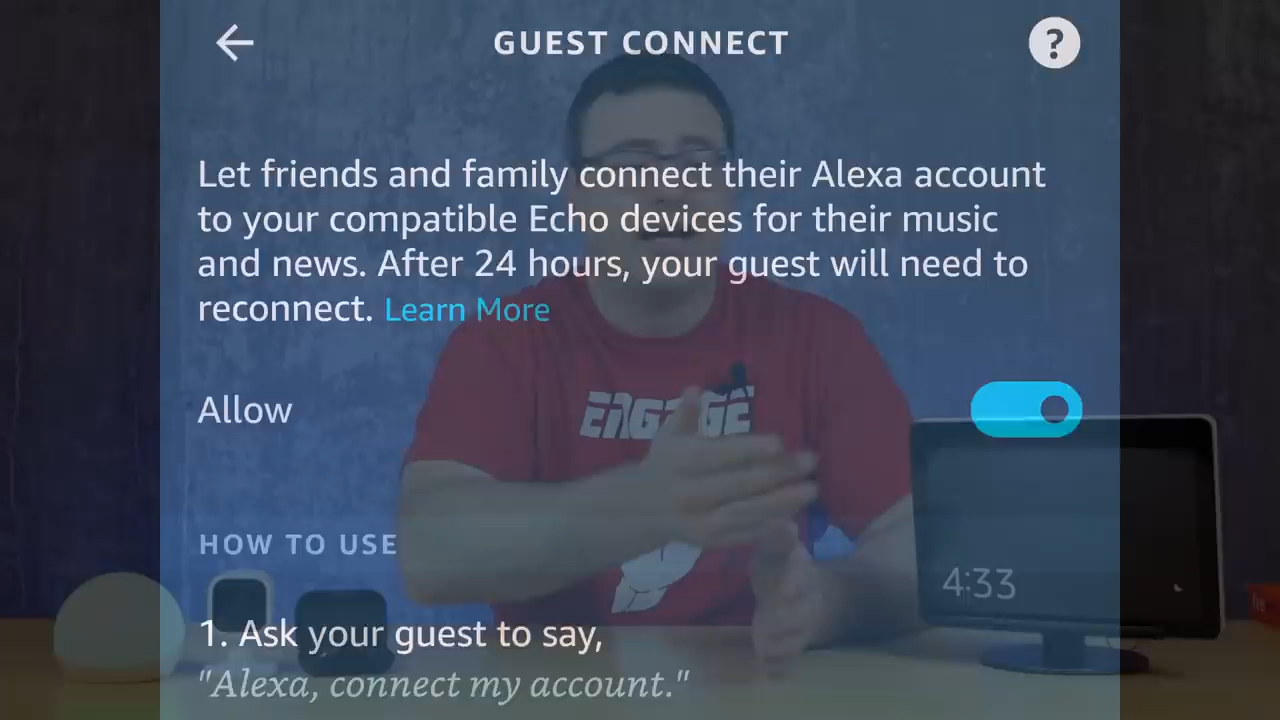 GUEST CONNECT
?
Let friends and family connect their Alexa account
to your compatible Echo devices for their music
and news. After 24 hours, your guest will need to
reconnect. Learn More
Allow
ENGAGE
HOW TO USE
4:33
1. Ask your guest to say,
"Alexa, connect my account."